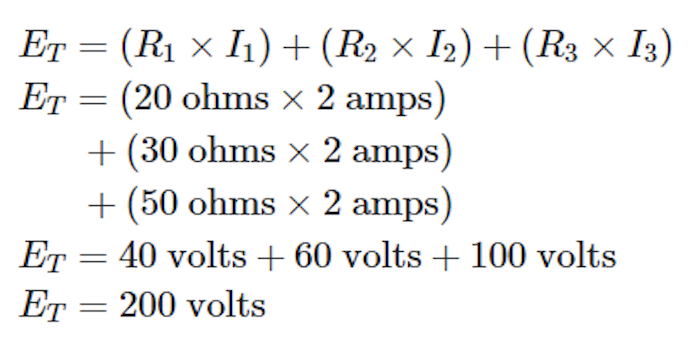 E_T = (R_1 × I_1) + (R_2 × I_2) + (R_3 × I_3)
E_T = (20 ohms × 2 amps)
+ (30 ohms × 2 amps)
+ (50 ohms × 2 amps)
E_T = 40 volts + 60 volts + 100 volts
E_T = 200 volts